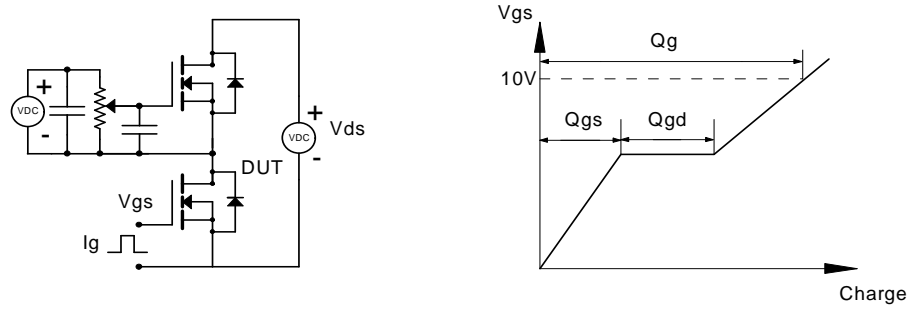 +
VDC
-
+
VDC
-
Vds
DUT
Vgs
Ig
Vgs
Qg
10V
Qgs
Qgd
Charge